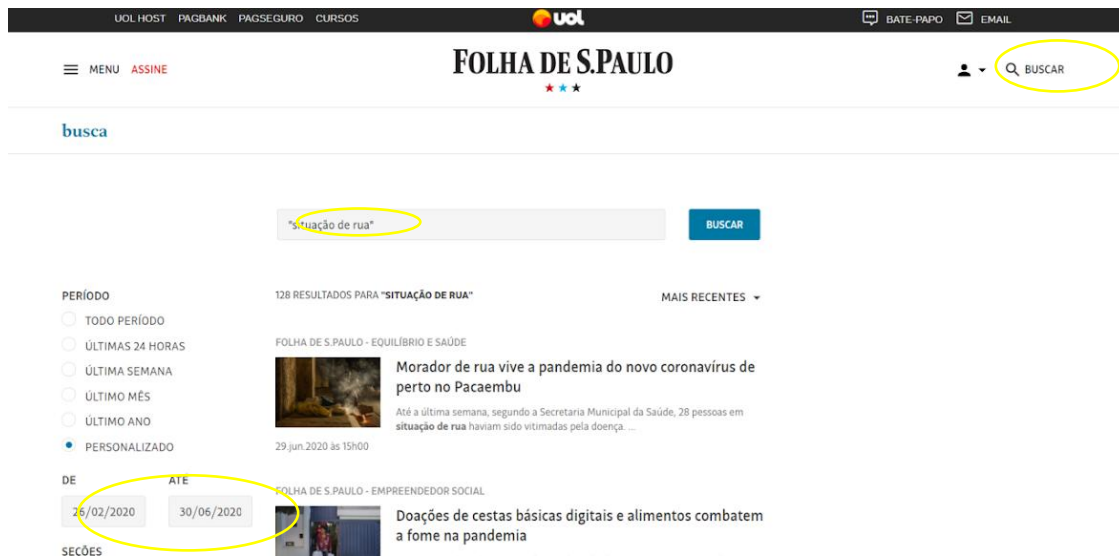 UOL HOST PAGBANK PAGSEGURO CURSOS uol BATE-PAPO EMAIL
MENU ASSINE FOLHA DE S.PAULO BUSCAR
busca
"situação de rua" BUSCAR
PERÍODO
TODO PERÍODO
ÚLTIMAS 24 HORAS
ÚLTIMA SEMANA
ÚLTIMO MÊS
ÚLTIMO ANO
PERSONALIZADO
DE ATÉ
26/02/2020 30/06/2020
SEÇÕES
128 RESULTADOS PARA "SITUAÇÃO DE RUA" MAIS RECENTES
FOLHA DE S.PAULO - EQUILÍBRIO E SAÚDE
Morador de rua vive a pandemia do novo coronavírus de
perto no Pacaembu
Até a última semana, segundo a Secretaria Municipal da Saúde, 28 pessoas em
situação de rua haviam sido vitimadas pela doença. ...
29.jun.2020 às 15h00
FOLHA DE S.PAULO - EMPREENDEDOR SOCIAL
Doações de cestas básicas digitais e alimentos combatem
a fome na pandemia